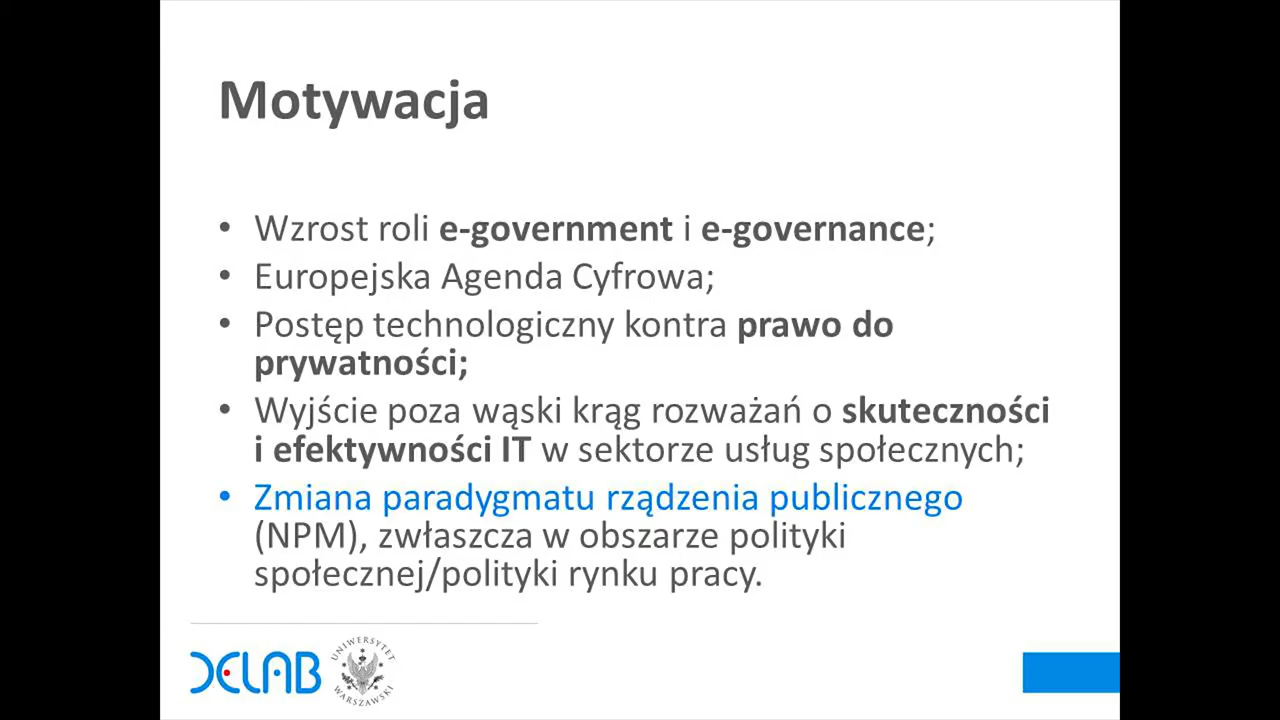 Motywacja
• Wzrost roli e-government i e-governance;
• Europejska Agenda Cyfrowa;
• Postęp technologiczny kontra prawo do
prywatności;
• Wyjście poza wąski krąg rozważań o skuteczności
i efektywności IT w sektorze usług społecznych;
• Zmiana paradygmatu rządzenia publicznego
(NPM), zwłaszcza w obszarze polityki
społecznej/polityki rynku pracy.
DELAB
UNIWERSYTET
WARSZAWSKI